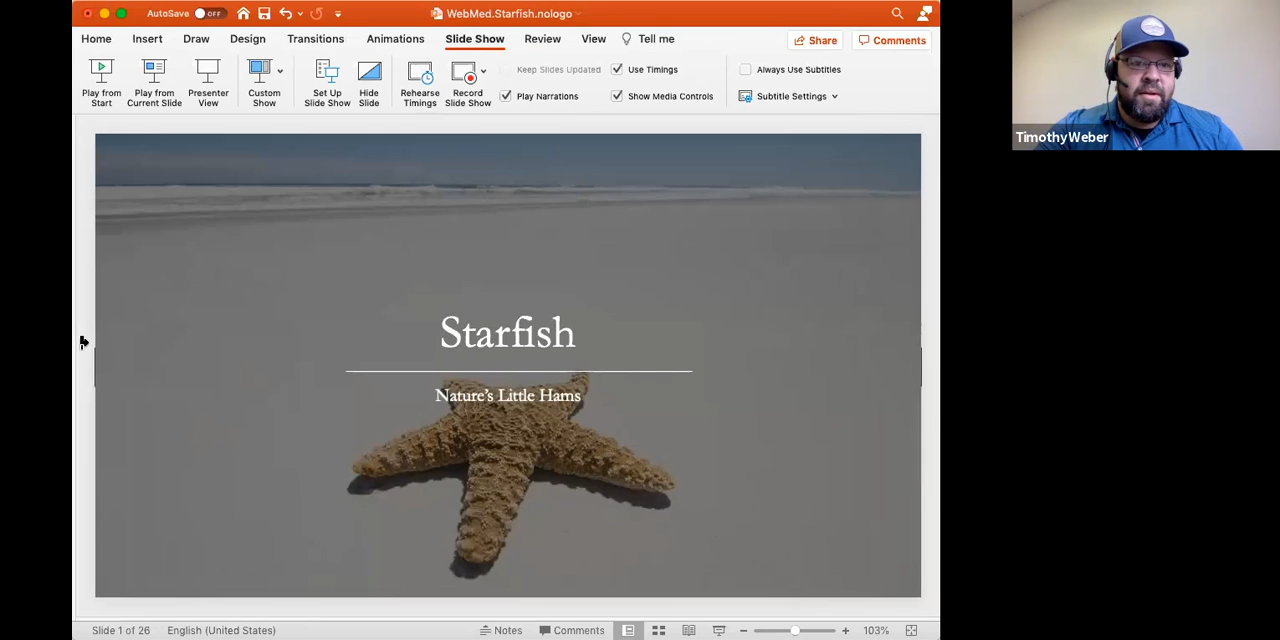 AutoSave OFF
WebMed.Starfish.nologo
Home Insert Draw Design Transitions Animations Slide Show Review View Tell me
Share Comments
Play from Start
Play from Current Slide
Presenter View
Custom Show
Set Up Slide Show
Hide Slide
Rehearse Timings
Record Slide Show
Keep Slides Updated
Play Narrations
Use Timings
Show Media Controls
Always Use Subtitles
Subtitle Settings
Timothy Weber
Starfish
Nature's Little Hams
Slide 1 of 26 English (United States) Notes Comments 103%